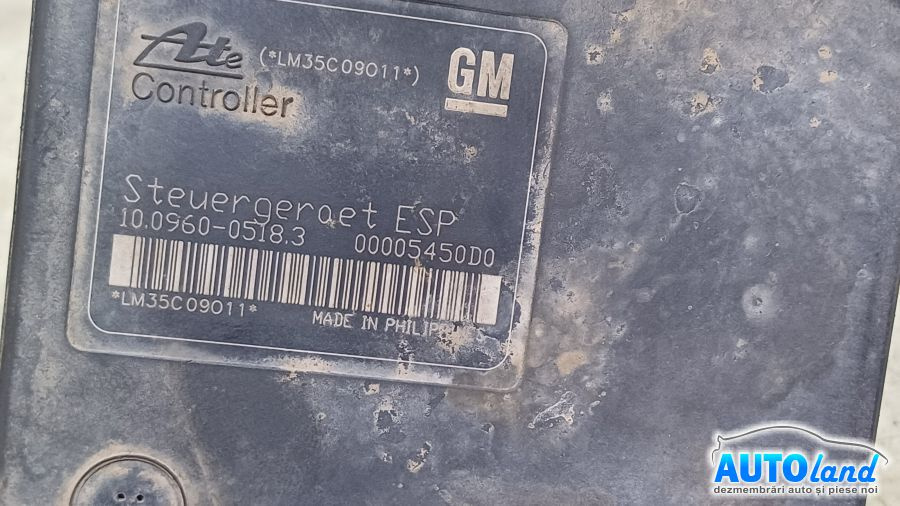 Ate (*LM35C09011*) GM
Controller
Steuergeraet ESP
10.0960-0518.3 00005450D0
*LM35C09011*
MADE IN
AUTOland
dezmembrări auto și piese noi